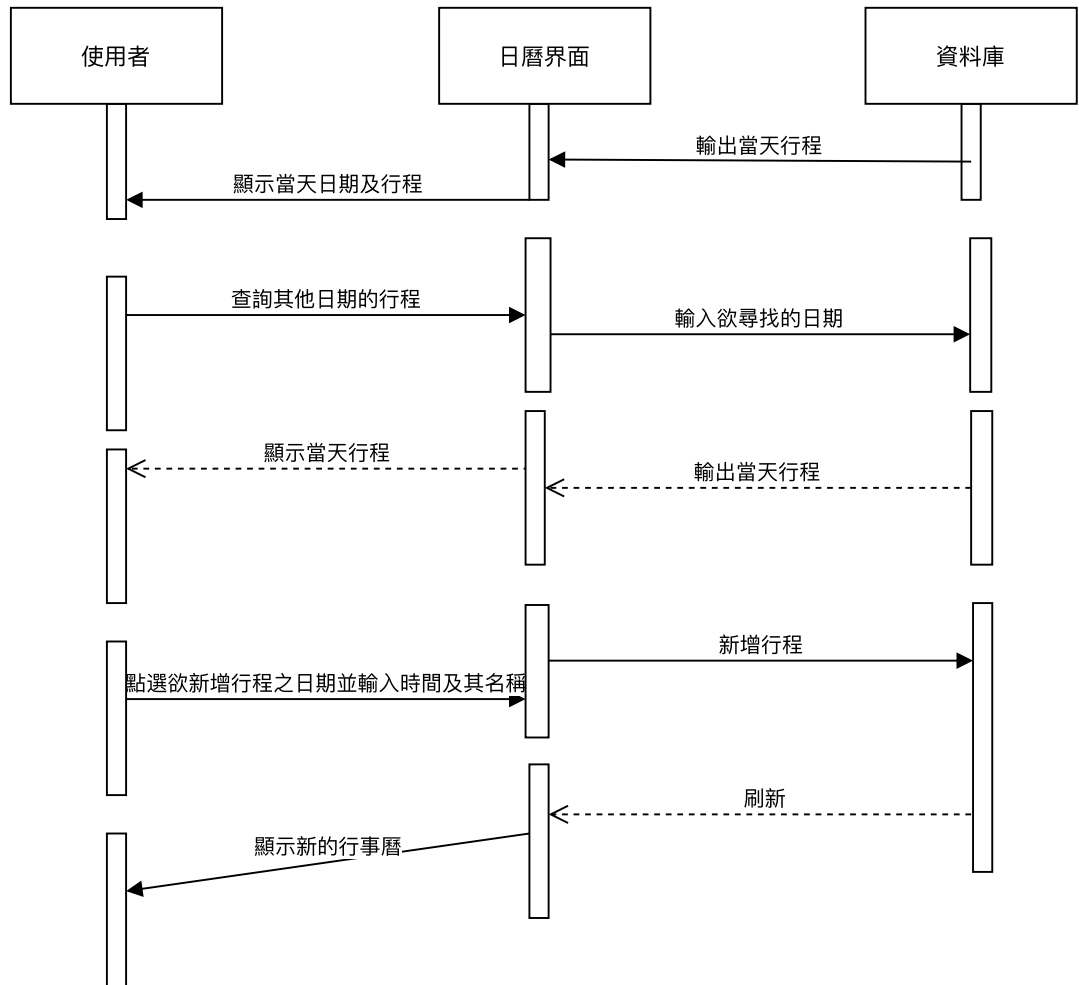 使用者
日曆界面
資料庫
輸出當天行程
顯示當天日期及行程
查詢其他日期的行程
輸入欲尋找的日期
顯示當天行程
輸出當天行程
新增行程
點選欲新增行程之日期並輸入時間及其名稱
刷新
顯示新的行事曆